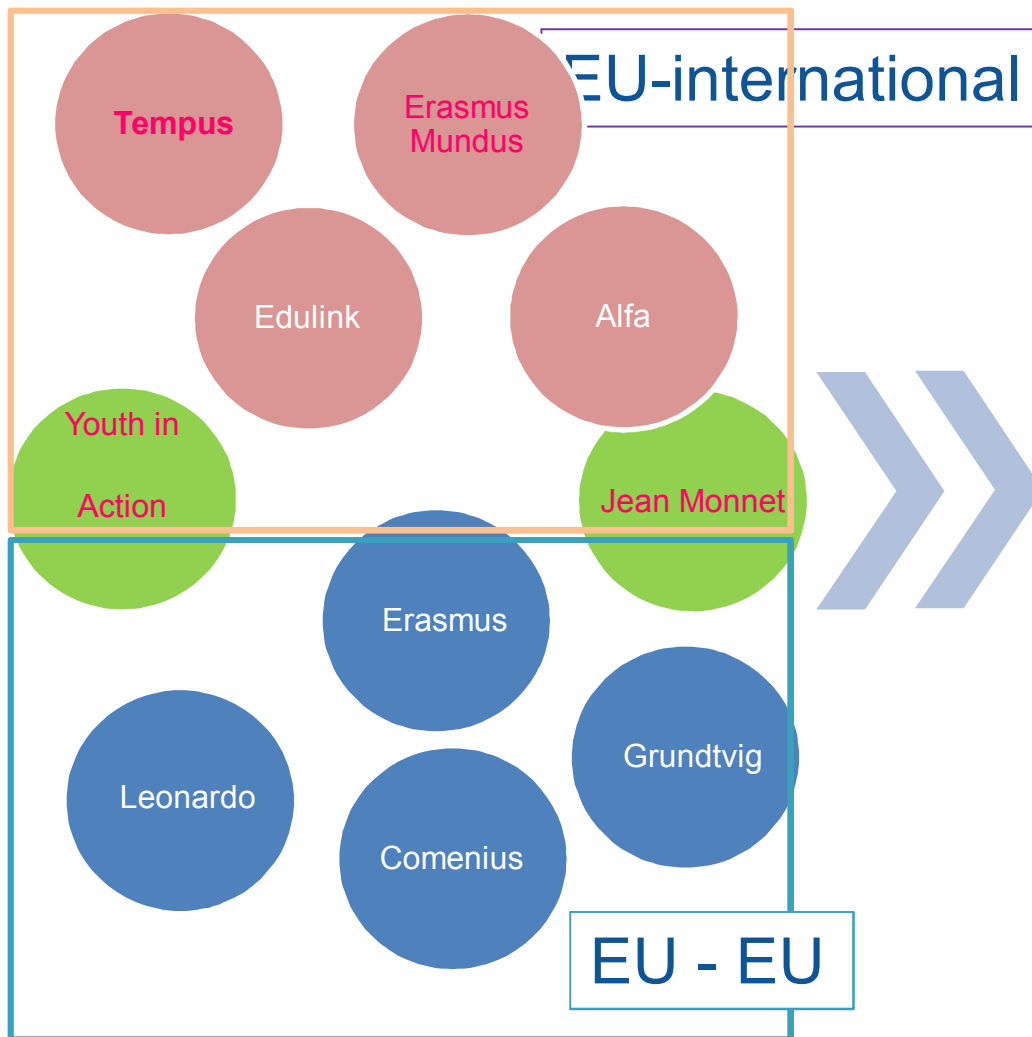 EU-international
Tempus
Erasmus
Mundus
Edulink
Alfa
Youth in
Action
Jean Monnet
Erasmus
Grundtvig
Leonardo
Comenius
EU - EU